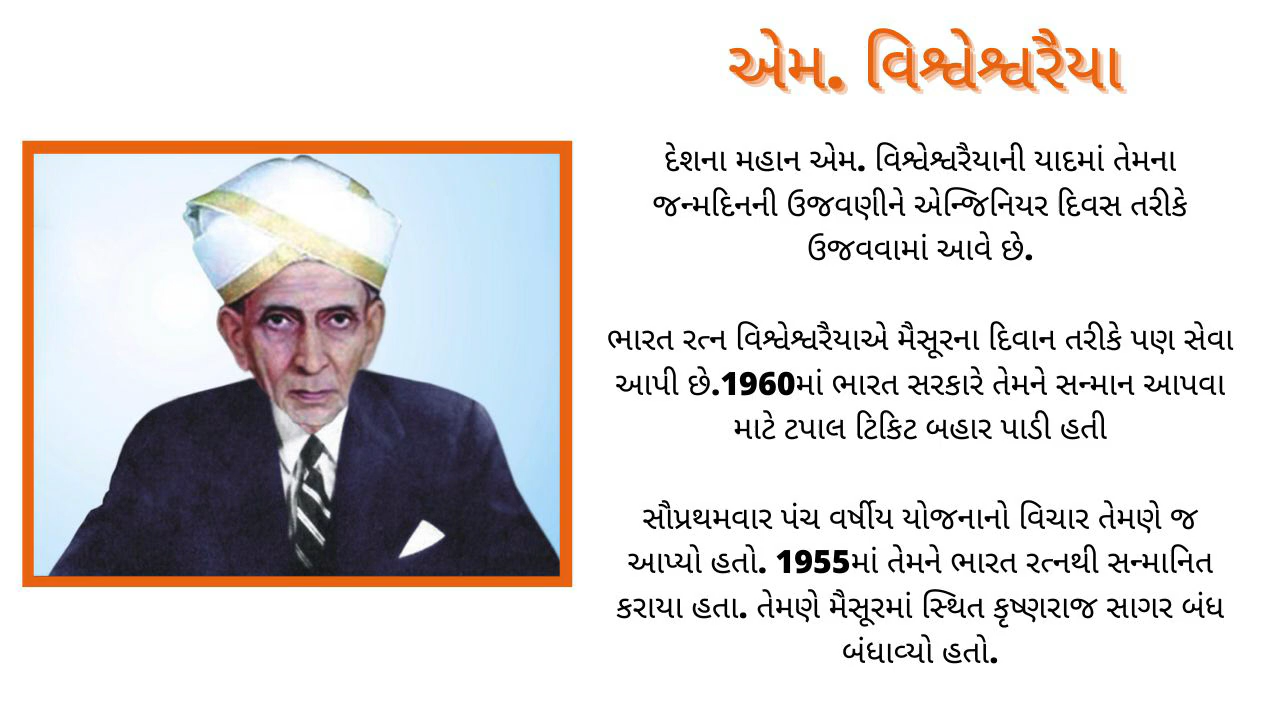 એમ. વિશ્વેશ્વરૈયા
દેશના મહાન એમ. વિશ્વેશ્વરૈયાની યાદમાં તેમના
જન્મદિનની ઉજવણીને એન્જિનિયર દિવસ તરીકે
ઉજવવામાં આવે છે.
ભારત રત્ન વિશ્વેશ્વરૈયાએ મૈસૂરના દિવાન તરીકે પણ સેવા
આપી છે.1960માં ભારત સરકારે તેમને સન્માન આપવા
માટે ટપાલ ટિકિટ બહાર પાડી હતી
સૌપ્રથમવાર પંચ વર્ષીય યોજનાનો વિચાર તેમણે જ
આપ્યો હતો. 1955માં તેમને ભારત રત્નથી સન્માનિત
કરાયા હતા. તેમણે મૈસૂરમાં સ્થિત કૃષ્ણરાજ સાગર બંધ
બંધાવ્યો હતો.